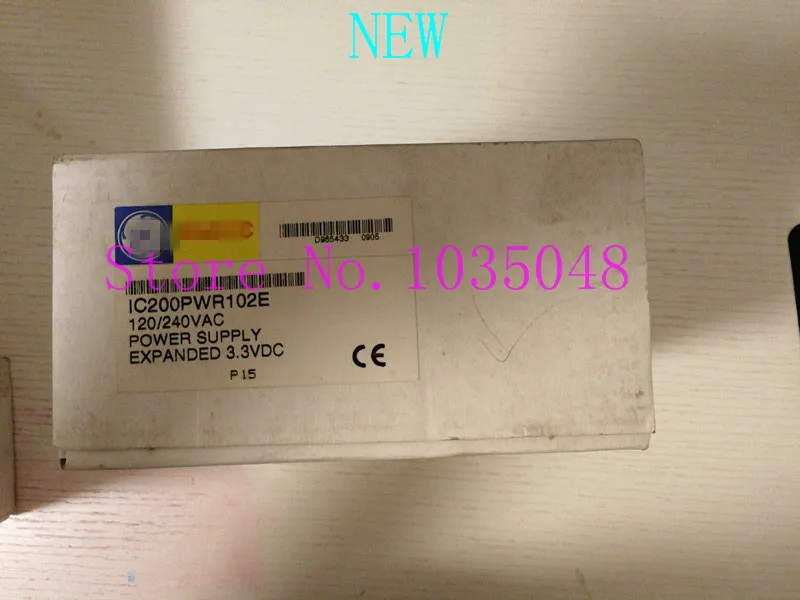 NEW
D965433 0905
Store No. 1035048
IC200PWR102E
120/240VAC
POWER SUPPLY
EXPANDED 3.3VDC
CE
P15